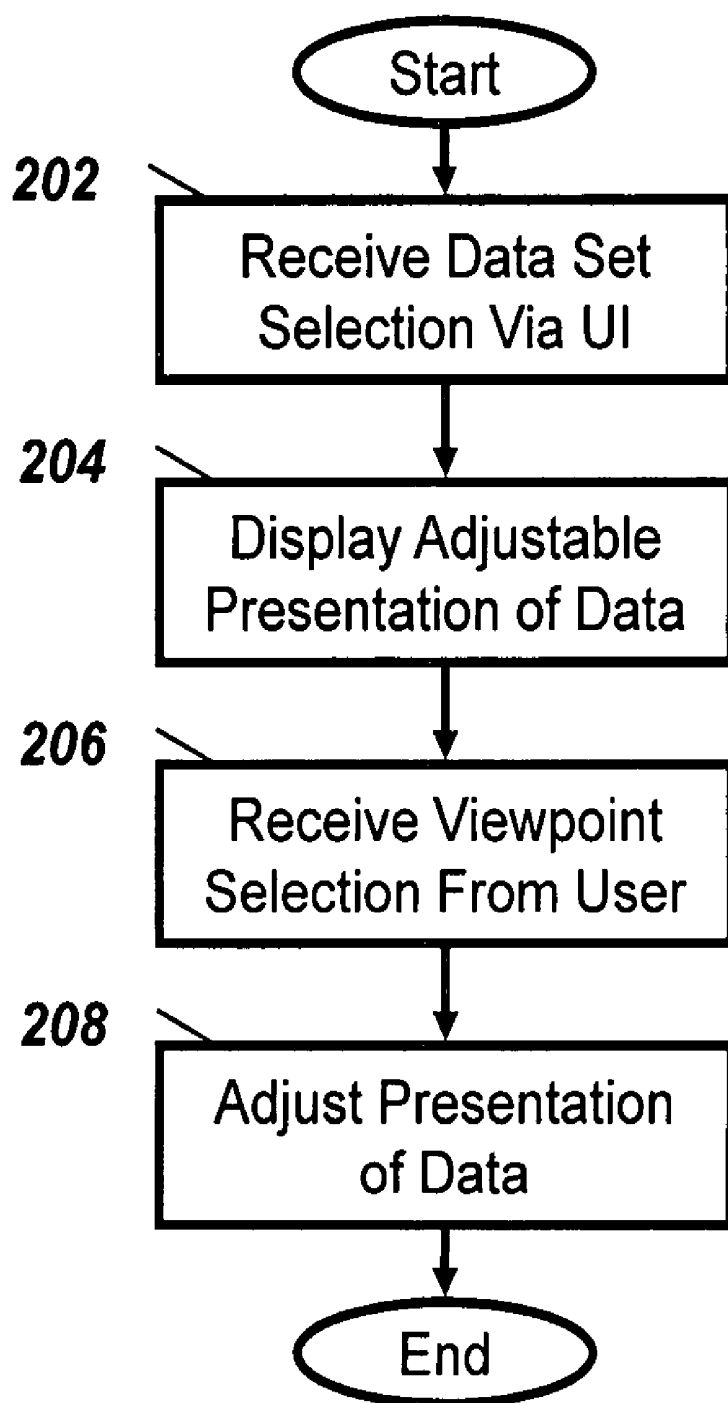 Start
202
Receive Data Set
Selection Via UI
204
Display Adjustable
Presentation of Data
206
Receive Viewpoint
Selection From User
208
Adjust Presentation
of Data
End